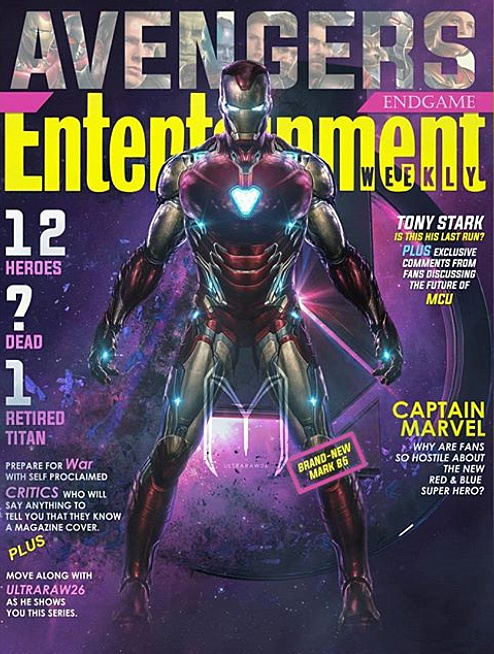 AVENGERS
ENDGAME
Entertainment
WEEKLY
12
HEROES
?
DEAD
1
RETIRED
TITAN
PREPARE FOR War
WITH SELF PROCLAIMED
CRITICS WHO WILL
SAY ANYTHING TO
TELL YOU THAT THEY KNOW
A MAGAZINE COVER.
PLUS
MOVE ALONG WITH
ULTRARAW26
AS HE SHOWS
YOU THIS SERIES.
TONY STARK
IS THIS HIS LAST RUN?
PLUS EXCLUSIVE
COMMENTS FROM
FANS DISCUSSING
THE FUTURE OF
MCU
CAPTAIN
MARVEL
WHY ARE FANS
SO HOSTILE ABOUT
THE NEW
RED & BLUE
SUPER HERO?
ULTRARAW26
BRAND-NEW
MARK 86